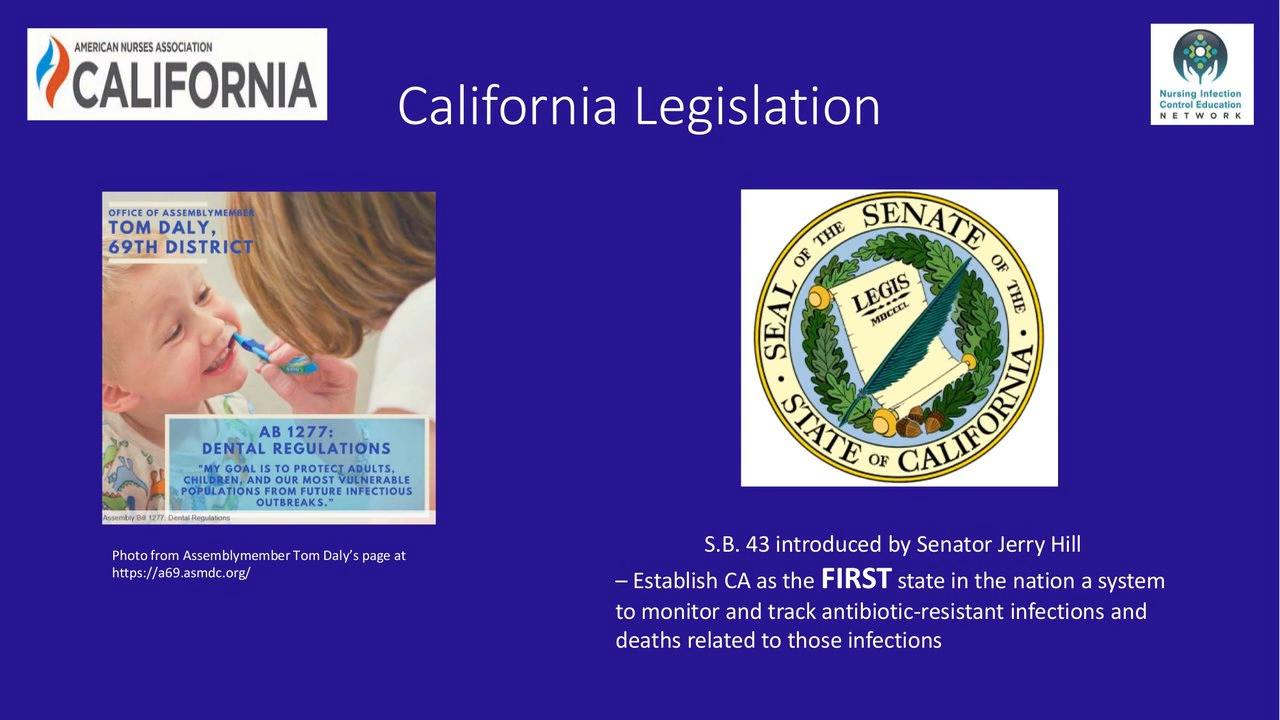 AMERICAN NURSES ASSOCIATION
CALIFORNIA
California Legislation
Nursing Infection
Control Education
NETWORK
OFFICE OF ASSEMBLYMEMBER
TOM DALY,
69TH DISTRICT
AB 1277:
DENTAL REGULATIONS
"MY GOAL IS TO PROTECT ADULTS,
CHILDREN, AND OUR MOST VULNERABLE
POPULATIONS FROM FUTURE INFECTIOUS
OUTBREAKS."
Assembly Bill 1277: Dental Regulations
Photo from Assemblymember Tom Daly’s page at
https://a69.asmdc.org/
SEAL OF THE SENATE OF THE
STATE OF CALIFORNIA
LEGIS
MDCCCL
S.B. 43 introduced by Senator Jerry Hill
– Establish CA as the FIRST state in the nation a system
to monitor and track antibiotic-resistant infections and
deaths related to those infections